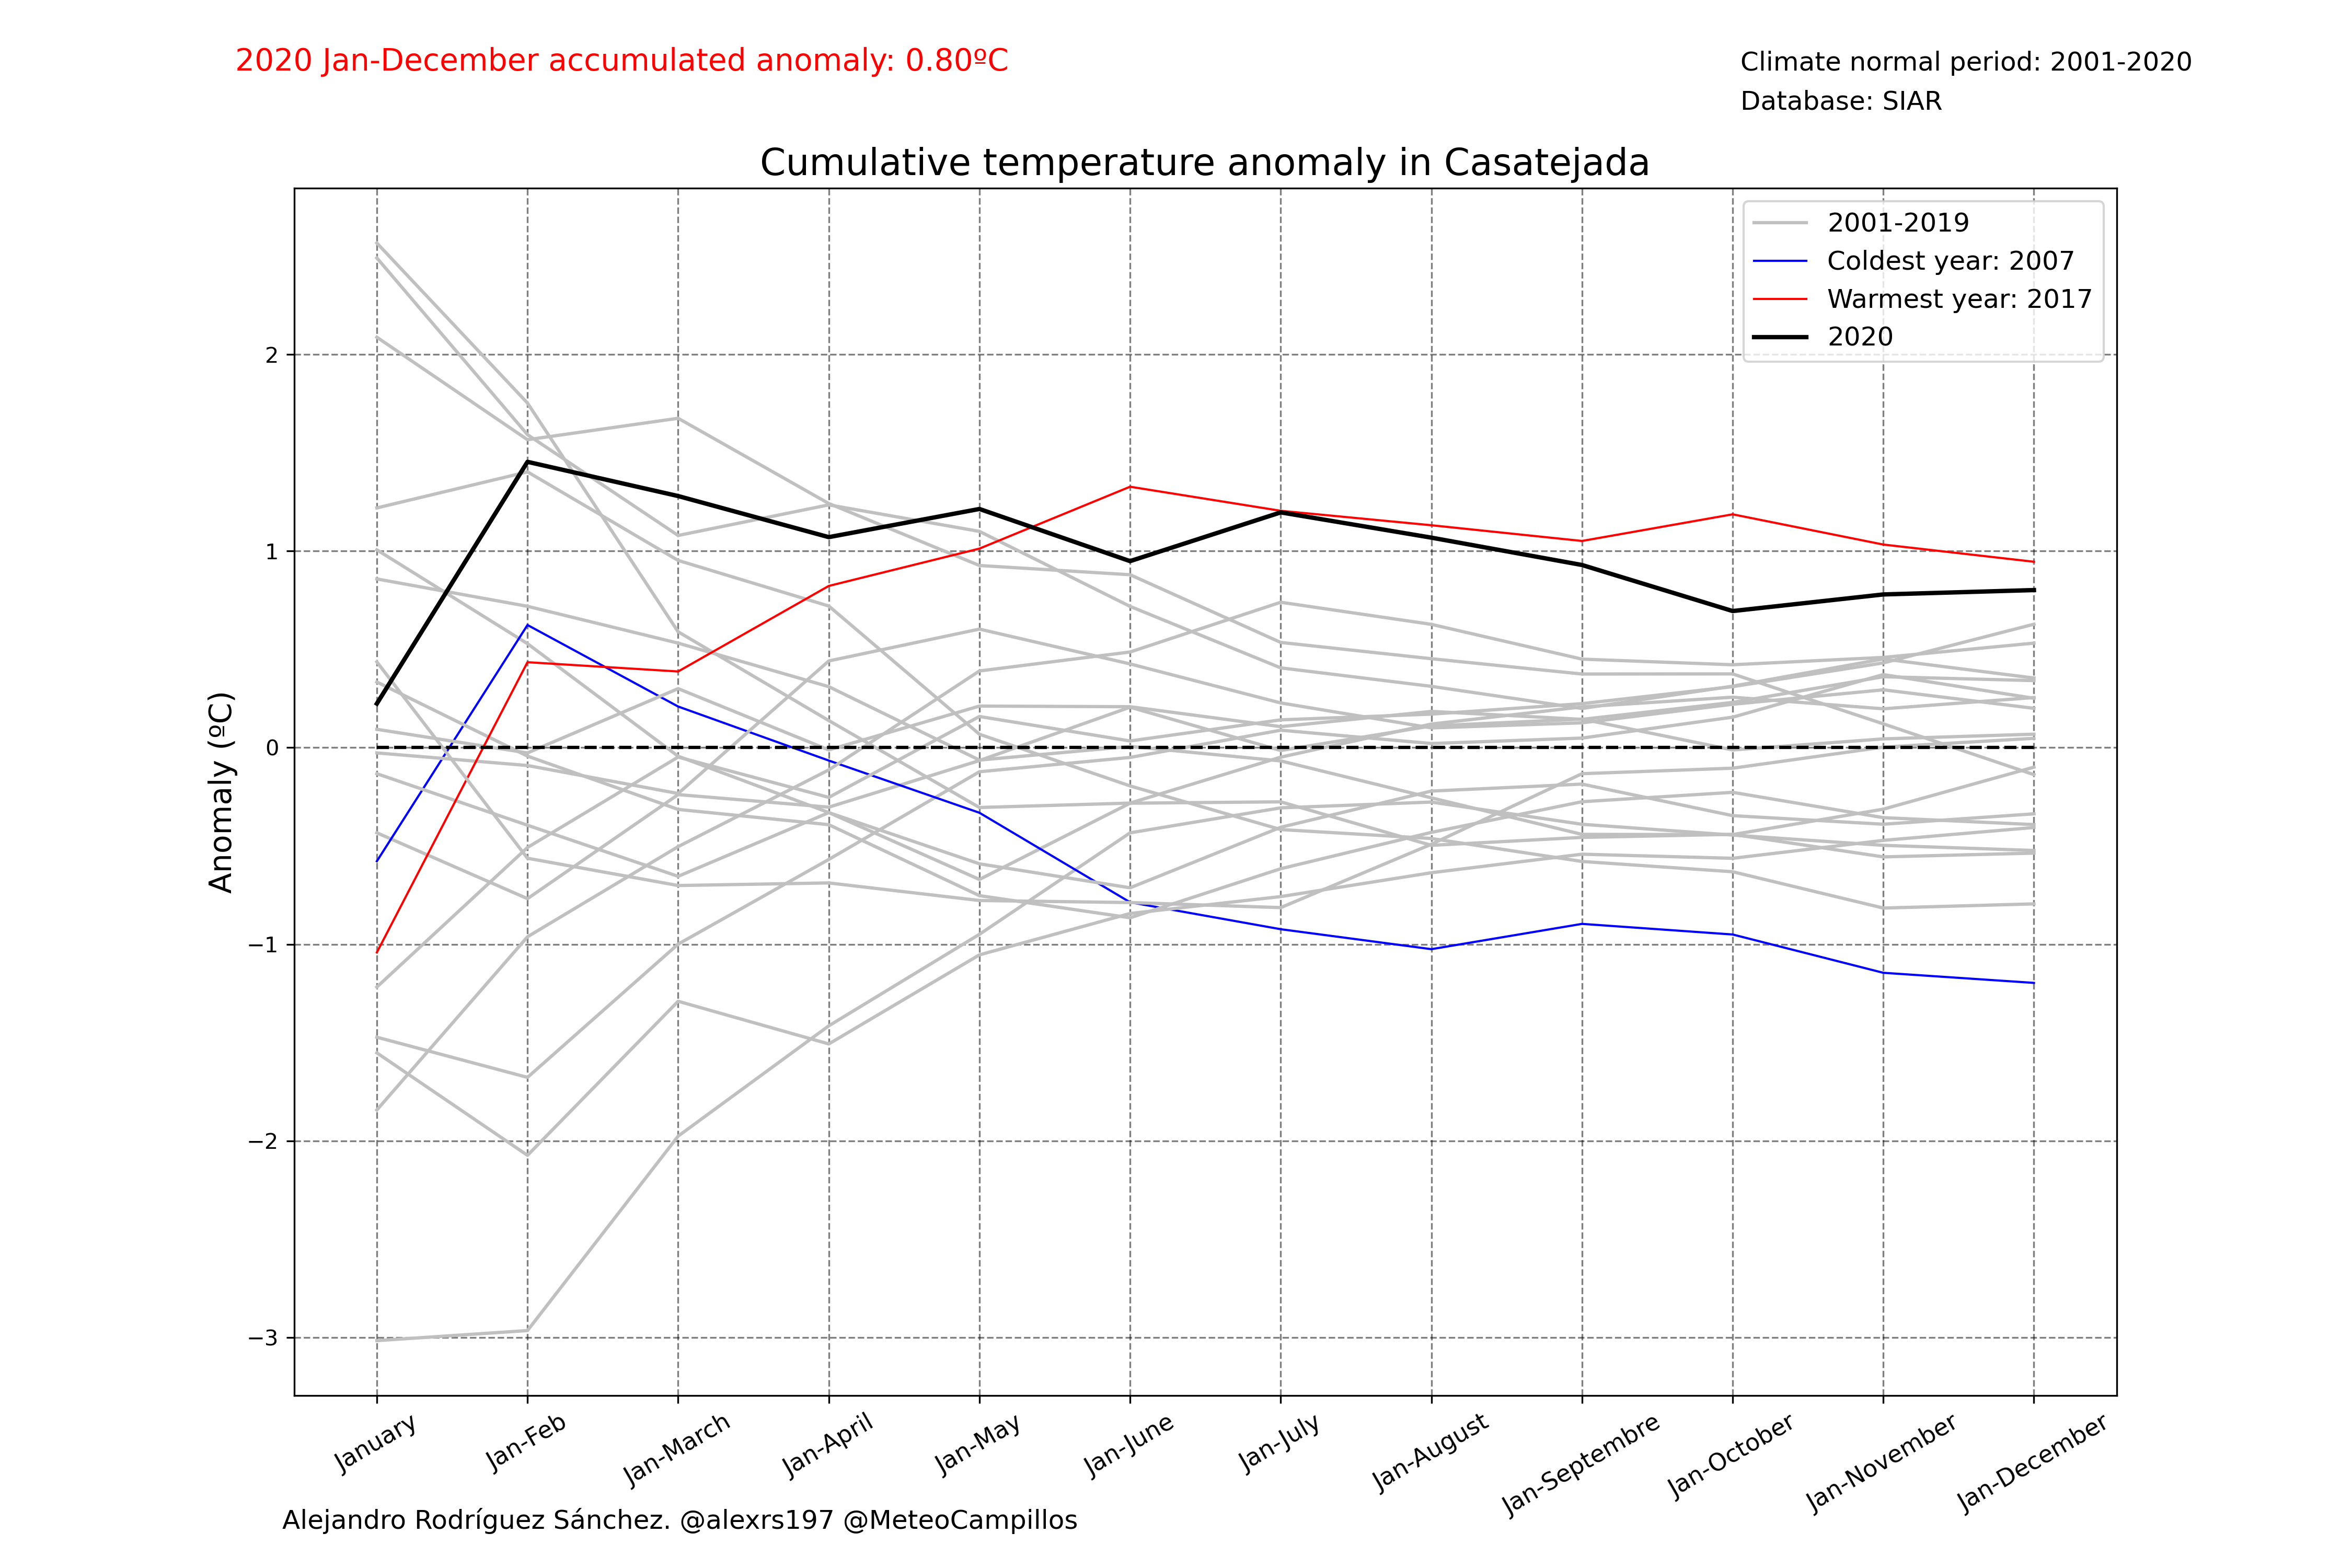 2020 Jan-December accumulated anomaly: 0.80ºC
Climate normal period: 2001-2020
Database: SIAR
Cumulative temperature anomaly in Casatejada
2001-2019
Coldest year: 2007
Warmest year: 2017
2020
Anomaly (ºC)
2
1
0
−1
−2
−3
January
Jan-Feb
Jan-March
Jan-April
Jan-May
Jan-June
Jan-July
Jan-August
Jan-Septembre
Jan-October
Jan-November
Jan-December
Alejandro Rodríguez Sánchez. @alexrs197 @MeteoCampillos